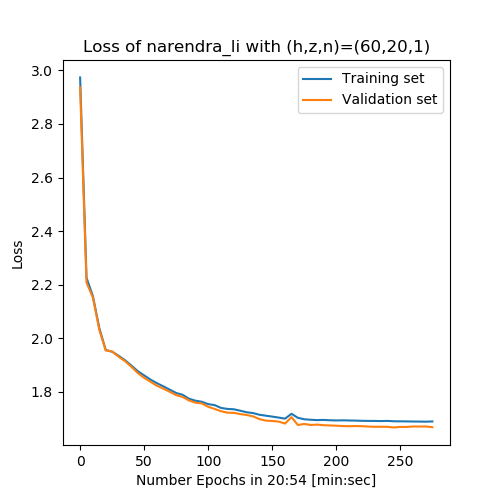 Loss of narendra_li with (h,z,n)=(60,20,1)
Training set
Validation set
3.0
2.8
2.6
2.4
2.2
2.0
1.8
Loss
0 50 100 150 200 250
Number Epochs in 20:54 [min:sec]